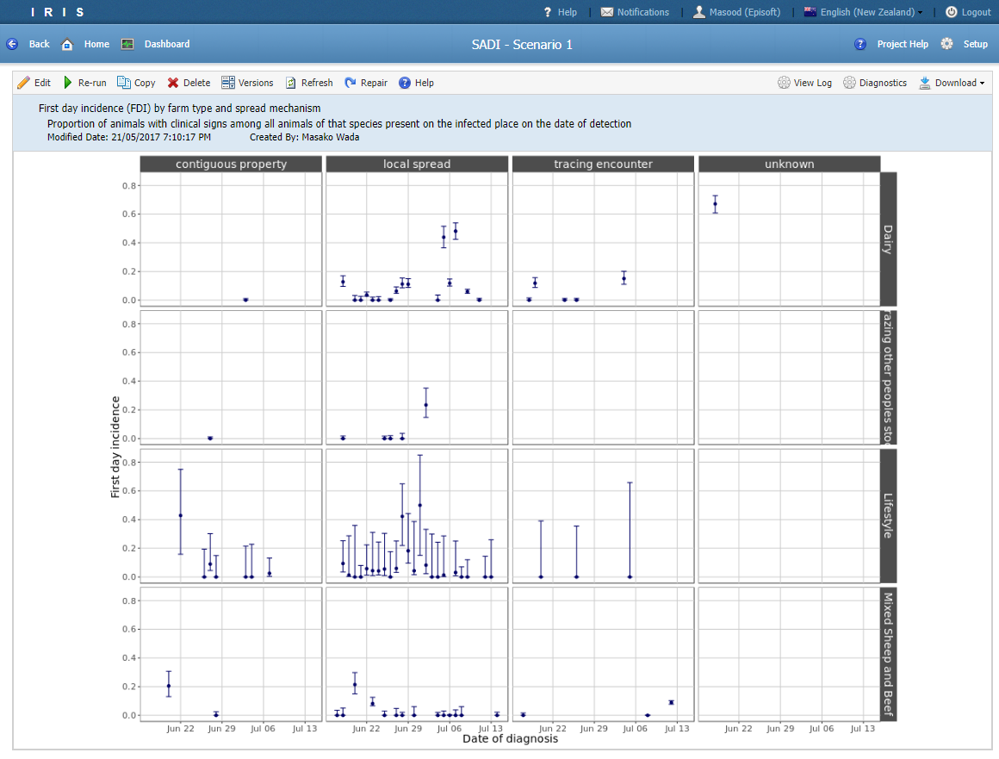 I R I S
Help | Notifications | Masood (Episoft) | English (New Zealand) | Logout
Back Home Dashboard SADI - Scenario 1 Project Help Setup
Edit Re-run Copy Delete Versions Refresh Repair Help View Log Diagnostics Download
First day incidence (FDI) by farm type and spread mechanism
Proportion of animals with clinical signs among all animals of that species present on the infected place on the date of detection
Modified Date: 21/05/2017 7:10:17 PM Created By: Masako Wada
contiguous property local spread tracing encounter unknown
0.8
0.6
0.4
0.2
0.0
Dairy
0.8
0.6
0.4
0.2
0.0
azing other peoples sto
First day incidence
0.8
0.6
0.4
0.2
0.0
Lifestyle
0.8
0.6
0.4
0.2
0.0
Mixed Sheep and Beef
Jun 22 Jun 29 Jul 06 Jul 13 Jun 22 Jun 29 Jul 06 Jul 13 Jun 22 Jun 29 Jul 06 Jul 13 Jun 22 Jun 29 Jul 06 Jul 13
Date of diagnosis